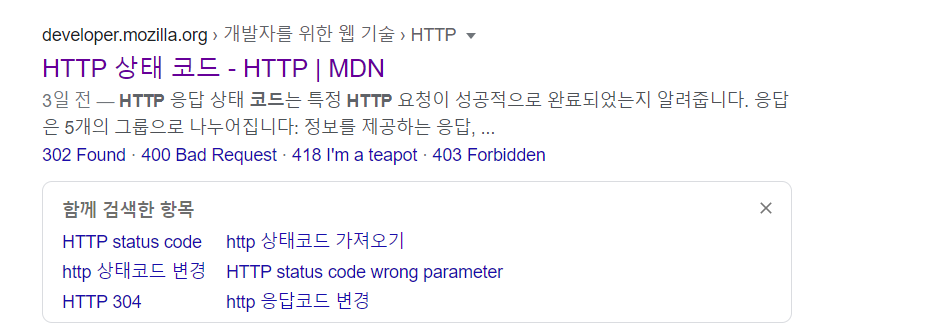 developer.mozilla.org › 개발자를 위한 웹 기술 › HTTP
HTTP 상태 코드 - HTTP | MDN
3일 전 — HTTP 응답 상태 코드는 특정 HTTP 요청이 성공적으로 완료되었는지 알려줍니다. 응답
은 5개의 그룹으로 나누어집니다: 정보를 제공하는 응답, ...
302 Found · 400 Bad Request · 418 I'm a teapot · 403 Forbidden
함께 검색한 항목
HTTP status code http 상태코드 가져오기
http 상태코드 변경 HTTP status code wrong parameter
HTTP 304 http 응답코드 변경